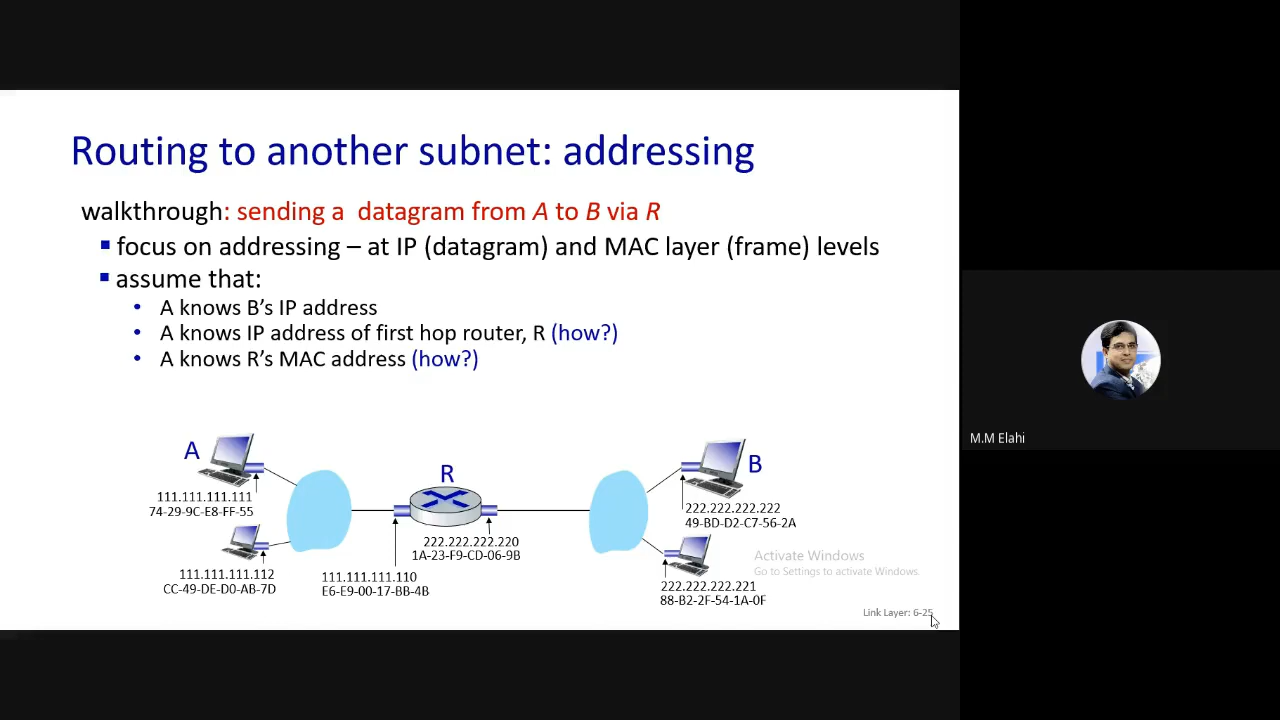 Routing to another subnet: addressing
walkthrough: sending a datagram from A to B via R
focus on addressing – at IP (datagram) and MAC layer (frame) levels
assume that:
A knows B's IP address
A knows IP address of first hop router, R (how?)
A knows R's MAC address (how?)
A
R
B
111.111.111.111
74-29-9C-E8-FF-55
222.222.222.222
49-BD-D2-C7-56-2A
222.222.222.220
1A-23-F9-CD-06-9B
111.111.111.112
CC-49-DE-D0-AB-7D
111.111.111.110
E6-E9-00-17-BB-4B
222.222.222.221
88-B2-2F-54-1A-0F
Activate Windows
Go to Settings to activate Windows.
Link Layer: 6-25
M.M Elahi